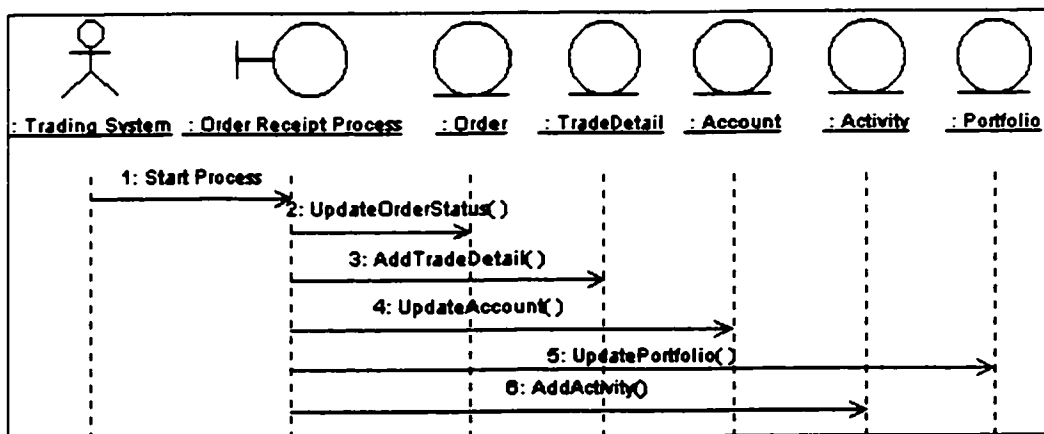 : Trading System : Order Receipt Process : Order : TradeDetail : Account : Activity : Portfolio
1: Start Process
2: UpdateOrderStatus( )
3: AddTradeDetail( )
4: UpdateAccount( )
5: UpdatePortfolio( )
6: AddActivity()